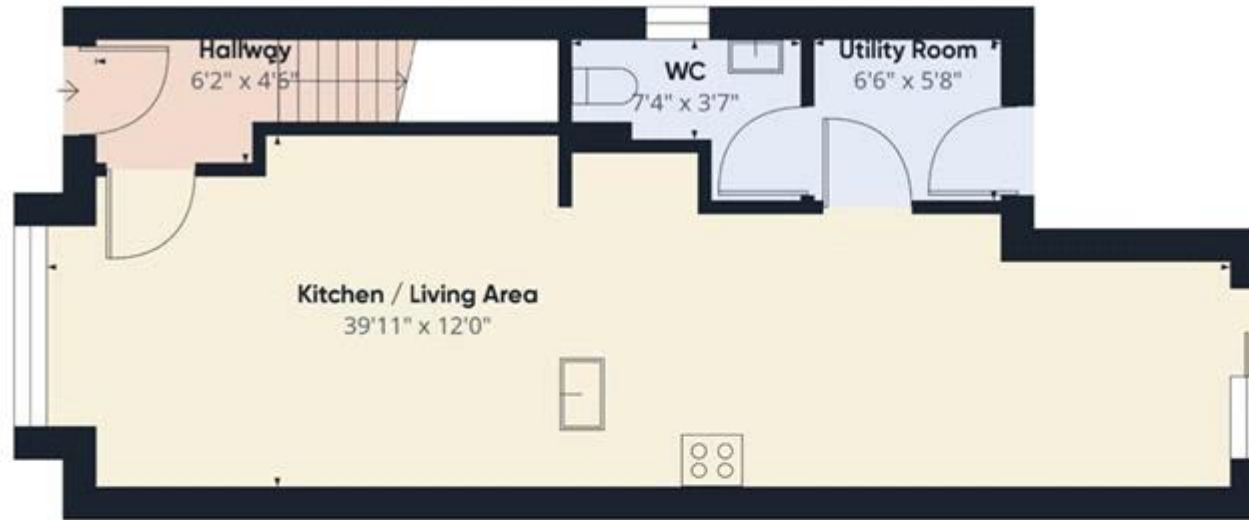 Hallway
6'2" x 4'6"
WC
7'4" x 3'7"
Utility Room
6'6" x 5'8"
Kitchen / Living Area
39'11" x 12'0"